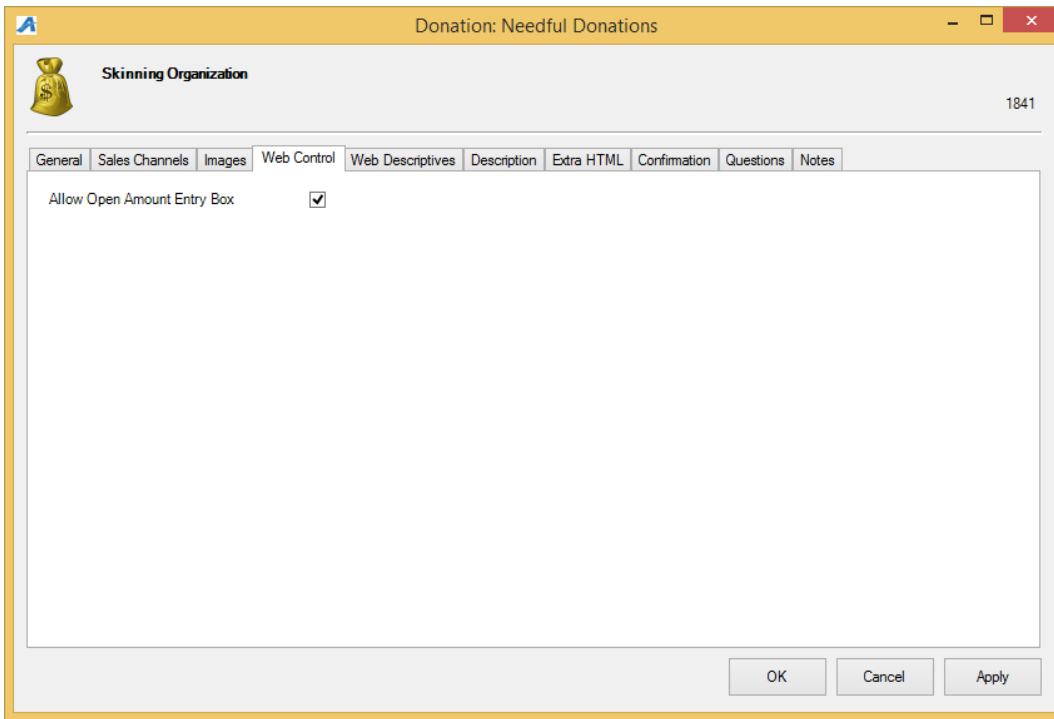 Donation: Needful Donations
Skinning Organization
1841
General Sales Channels Images Web Control Web Descriptives Description Extra HTML Confirmation Questions Notes
Allow Open Amount Entry Box
OK Cancel Apply